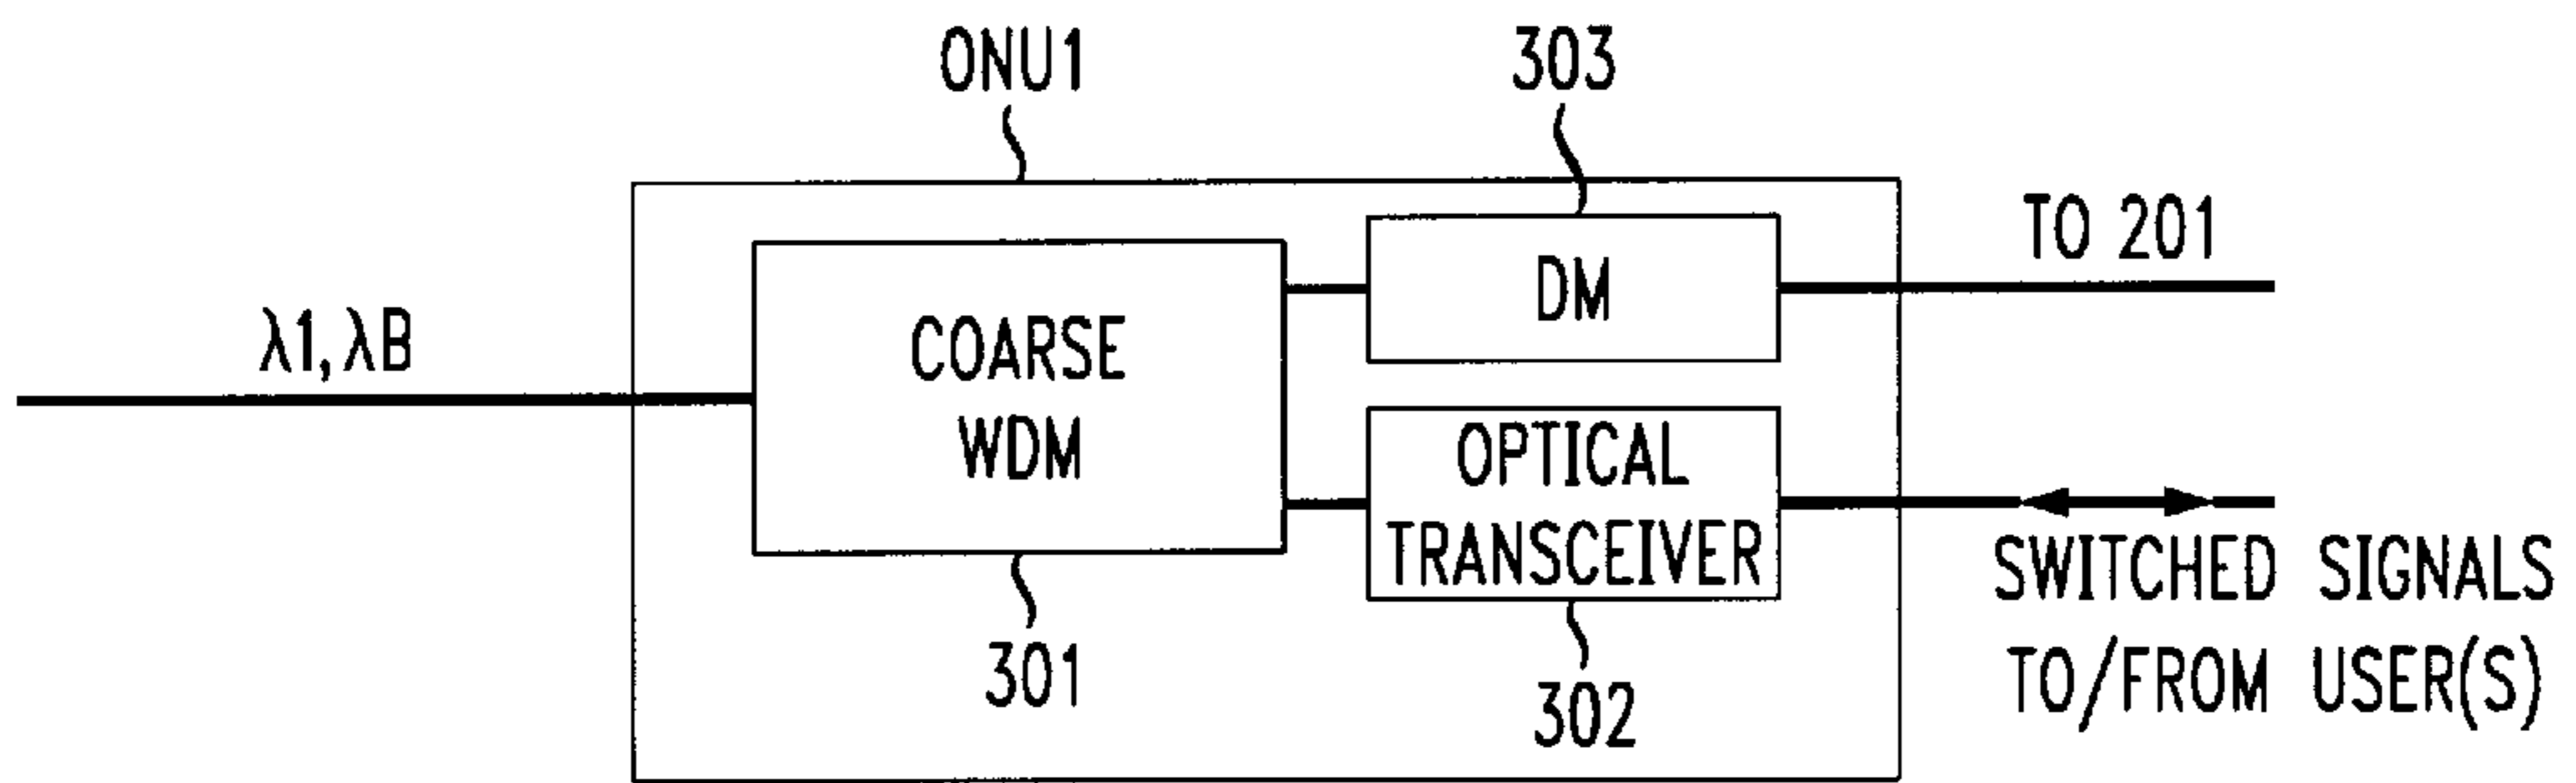 ONU1
303
TO 201
DM
λ1, λB
COARSE
WDM
OPTICAL
TRANSCEIVER
SWITCHED SIGNALS
TO/FROM USER(S)
301
302